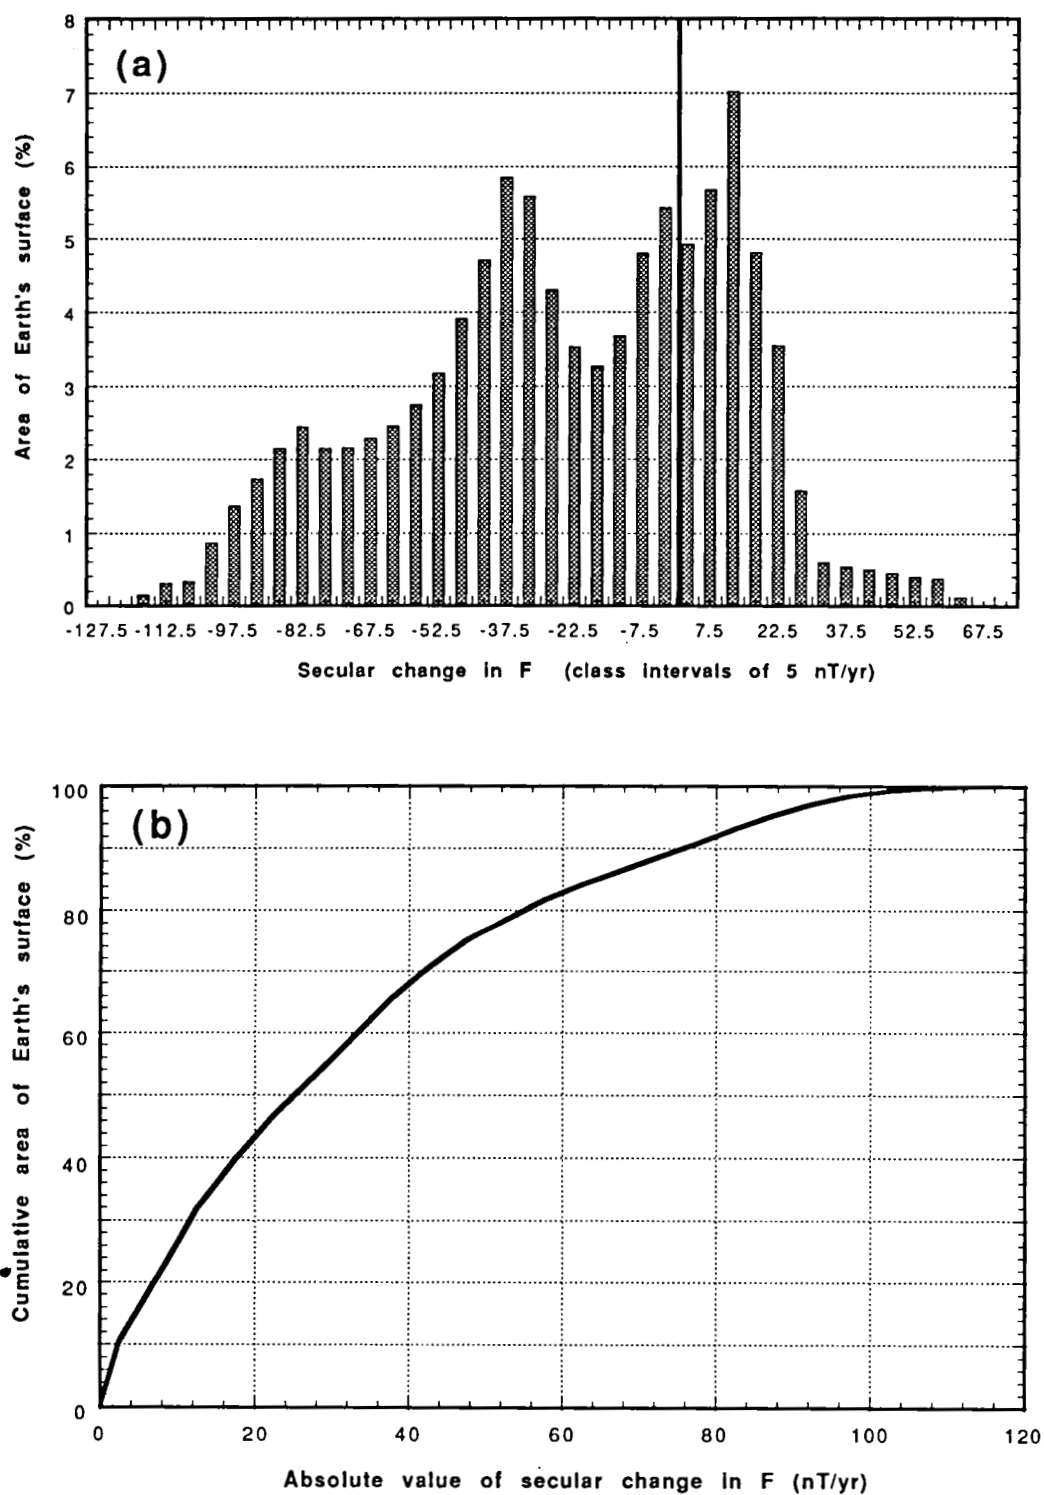 (a)
Area of Earth's surface (%)
8
7
6
5
4
3
2
1
0
-127.5 -112.5 -97.5 -82.5 -67.5 -52.5 -37.5 -22.5 -7.5 7.5 22.5 37.5 52.5 67.5
Secular change in F (class intervals of 5 nT/yr)
(b)
Cumulative area of Earth's surface (%)
100
80
60
40
20
0
0 20 40 60 80 100 120
Absolute value of secular change in F (nT/yr)